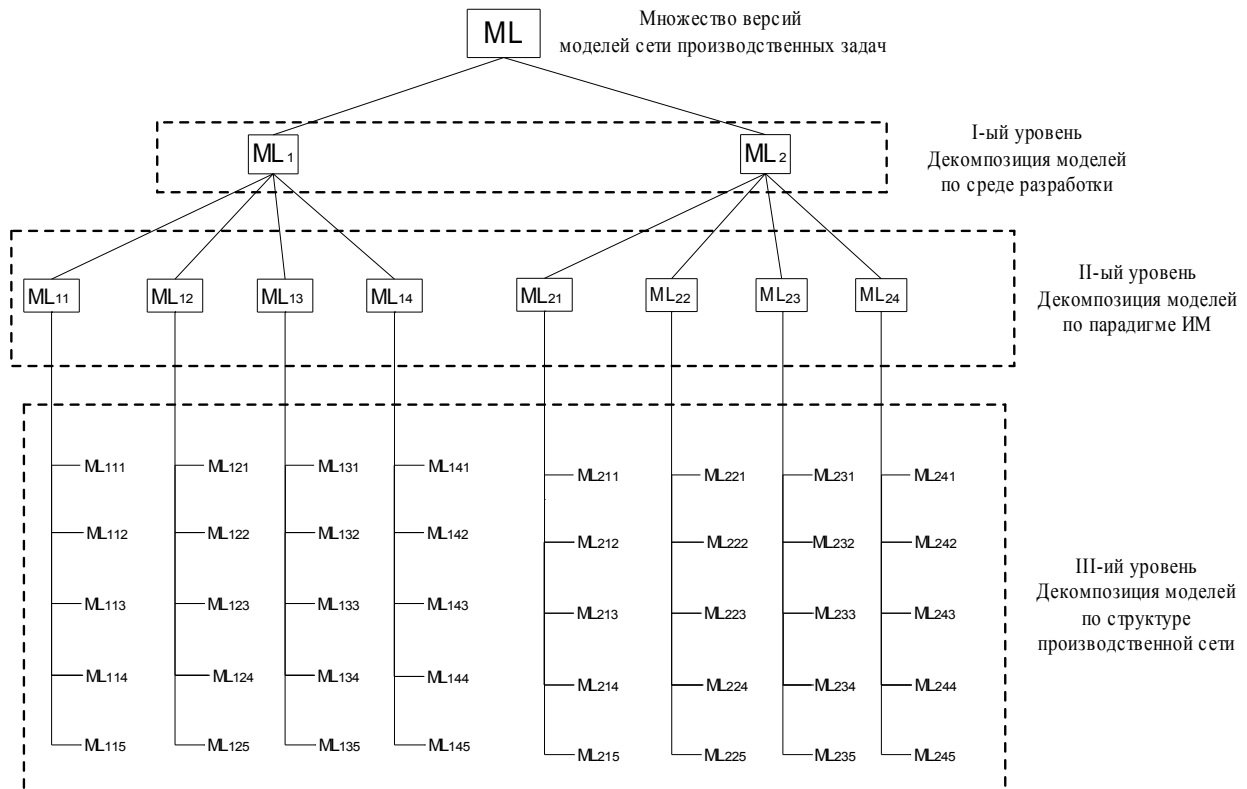 ML
Множество версий
моделей сети производственных задач
ML1
ML2
I-ый уровень
Декомпозиция моделей
по среде разработки
ML11
ML12
ML13
ML14
ML21
ML22
ML23
ML24
II-ый уровень
Декомпозиция моделей
по парадигме ИМ
ML111
ML121
ML131
ML141
ML211
ML221
ML231
ML241
ML112
ML122
ML132
ML142
ML212
ML222
ML232
ML242
ML113
ML123
ML133
ML143
ML213
ML223
ML233
ML243
III-ий уровень
Декомпозиция моделей
по структуре
производственной сети
ML114
ML124
ML134
ML144
ML214
ML224
ML234
ML244
ML115
ML125
ML135
ML145
ML215
ML225
ML235
ML245